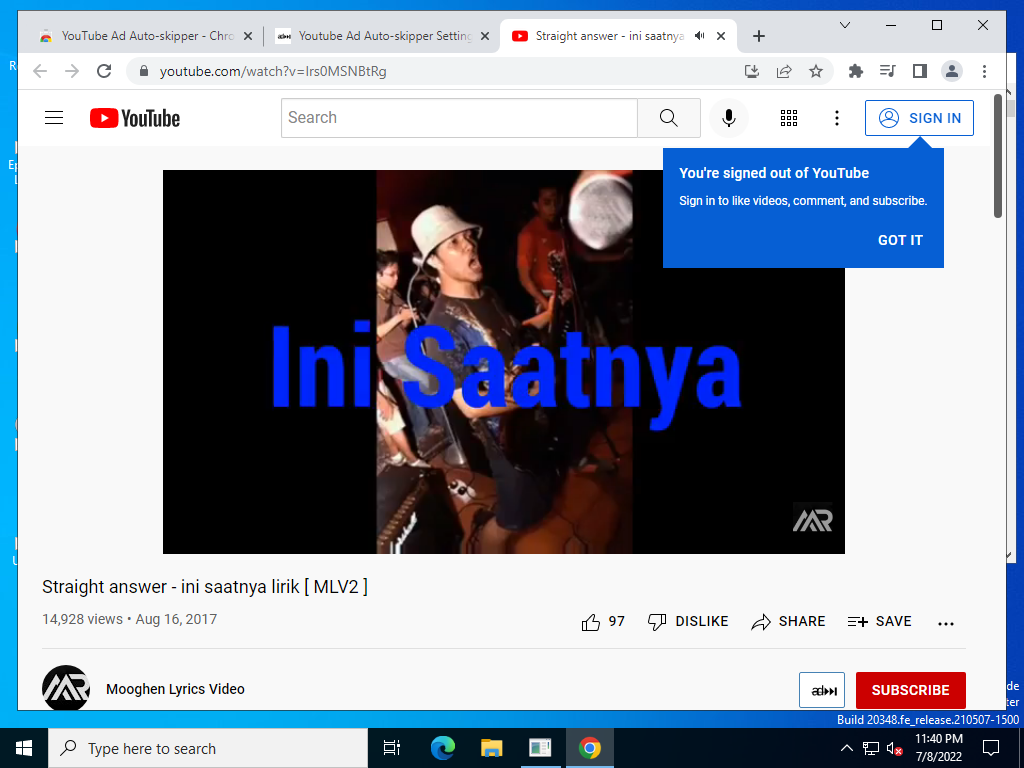 YouTube Ad Auto-skipper - Chro
Youtube Ad Auto-skipper Setting
Straight answer - ini saatnya
youtube.com/watch?v=Irs0MSNBtRg
YouTube
Search
SIGN IN
You're signed out of YouTube
Sign in to like videos, comment, and subscribe.
GOT IT
Ini Saatnya
MR
Straight answer - ini saatnya lirik [ MLV2 ]
14,928 views • Aug 16, 2017
97
DISLIKE
SHARE
SAVE
Mooghen Lyrics Video
ad
SUBSCRIBE
Build 20348.fe_release.210507-1500
Type here to search
11:40 PM
7/8/2022